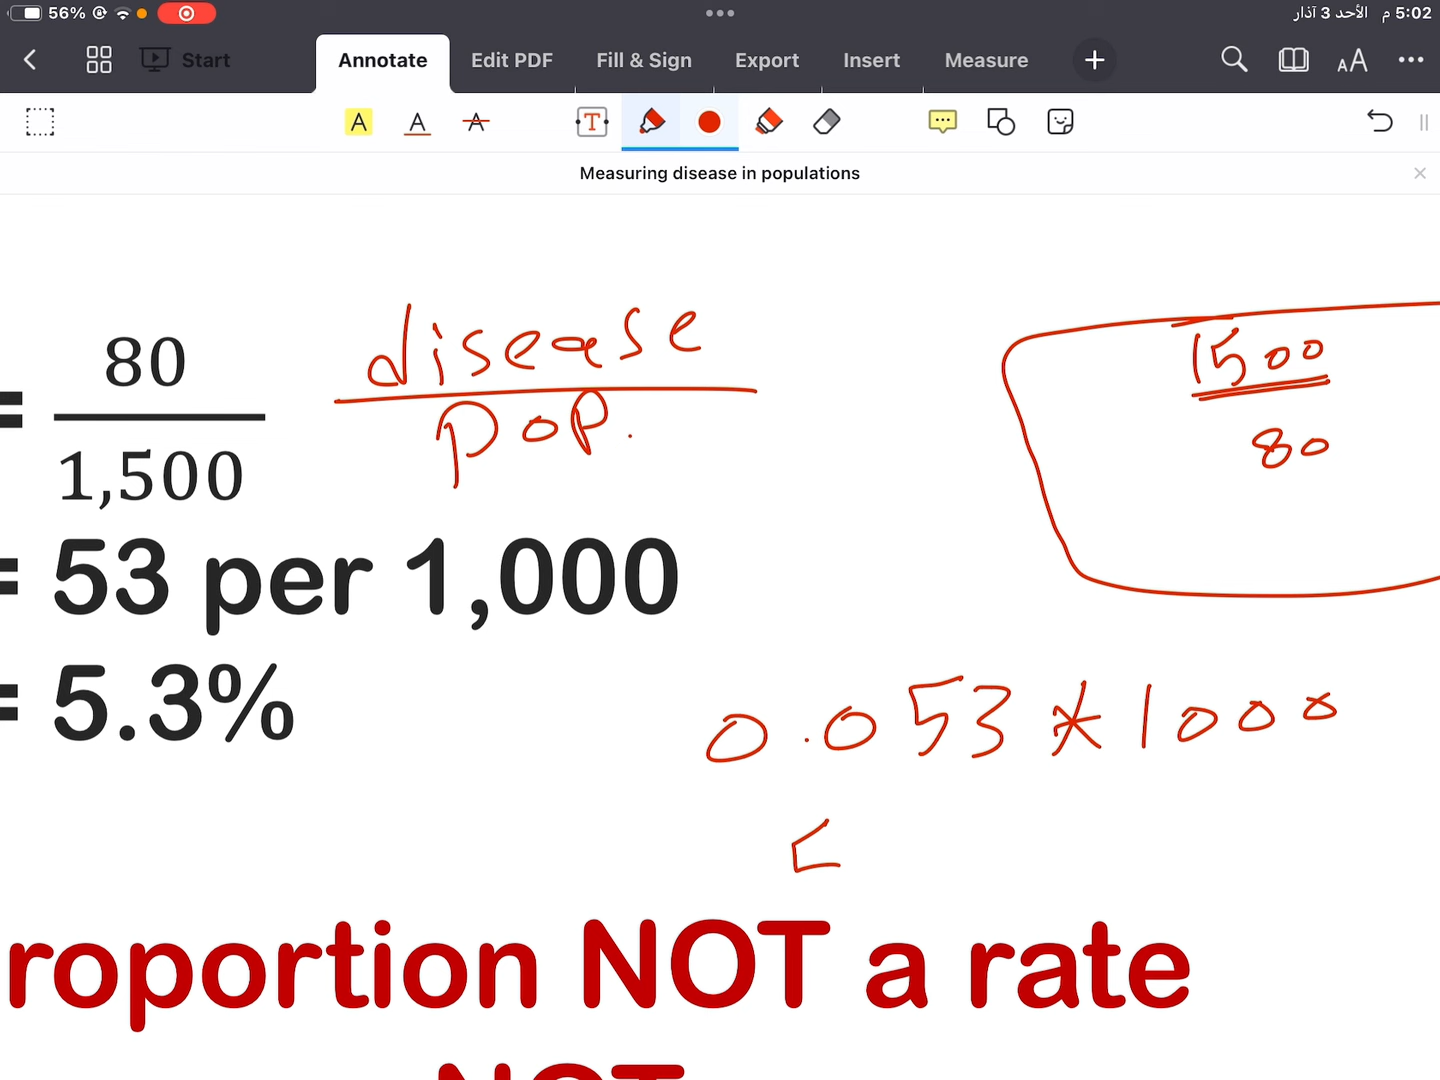 56% 5:02 م الأحد 3 آذار
Start Annotate Edit PDF Fill & Sign Export Insert Measure
A A A T
Measuring disease in populations
= 80 / 1,500
disease
pop.
1500
80
= 53 per 1,000
= 5.3%
0.053 * 1000
roportion NOT a rate
NOT